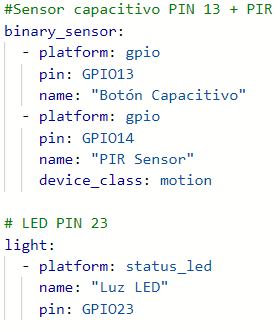 #Sensor capacitivo PIN 13 + PIR
binary_sensor:
  - platform: gpio
    pin: GPIO13
    name: "Botón Capacitivo"
  - platform: gpio
    pin: GPIO14
    name: "PIR Sensor"
    device_class: motion

# LED PIN 23
light:
  - platform: status_led
    name: "Luz LED"
    pin: GPIO23